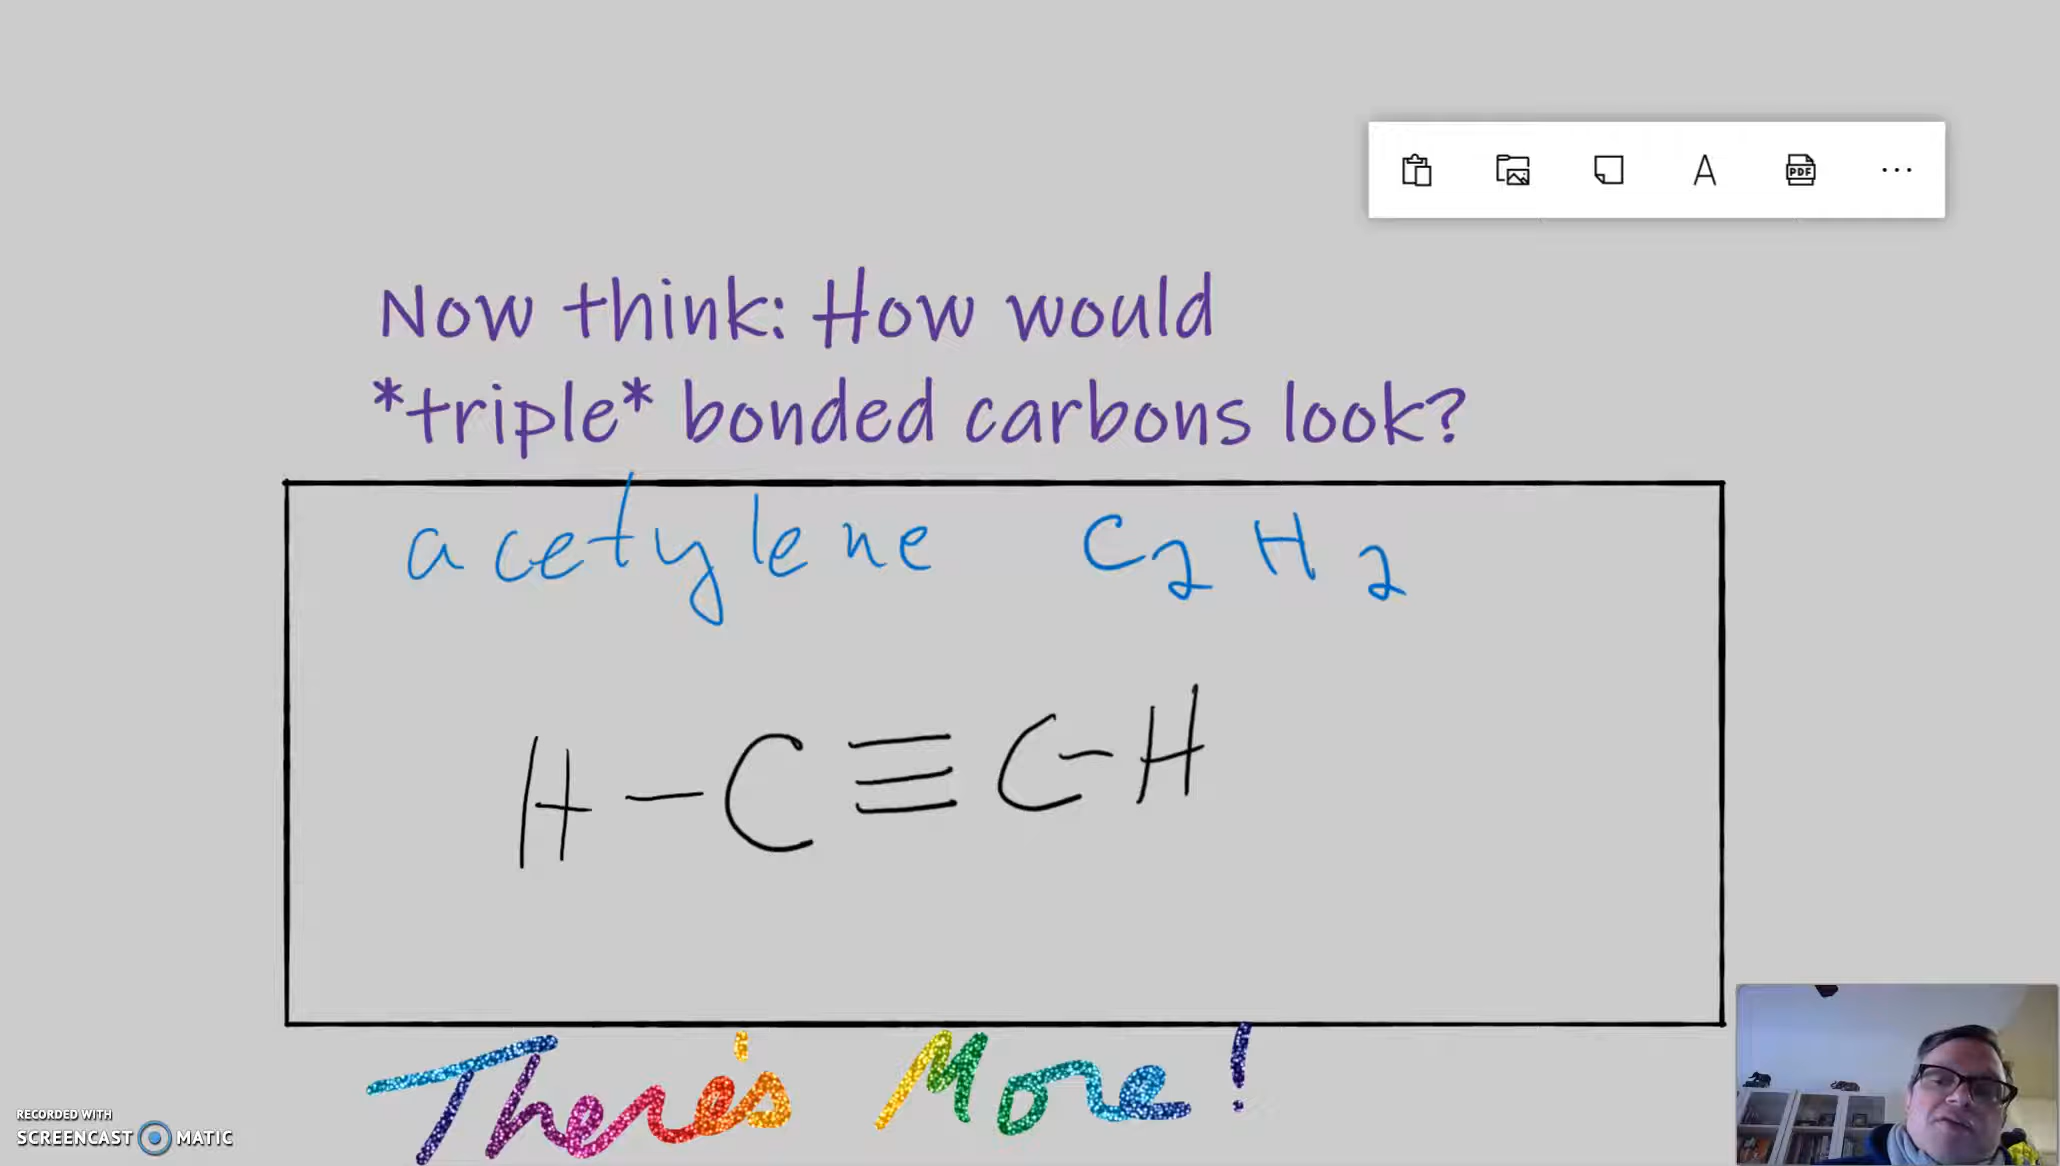 PDF
Now think: How would
*triple* bonded carbons look?
acetylene C2H2
H-C≡C-H
There's More!
RECORDED WITH
SCREENCAST MATIC